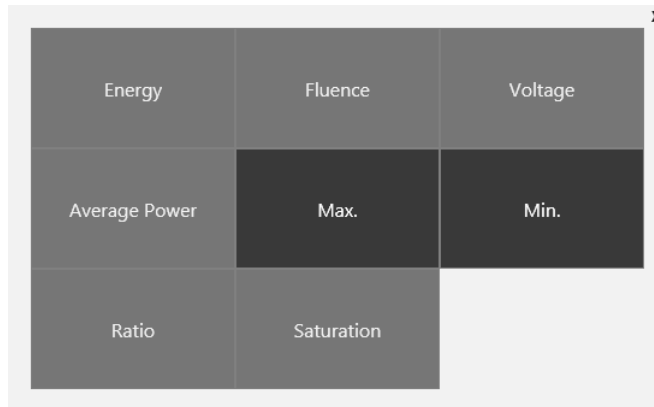 Energy
Fluence
Voltage
Average Power
Max.
Min.
Ratio
Saturation